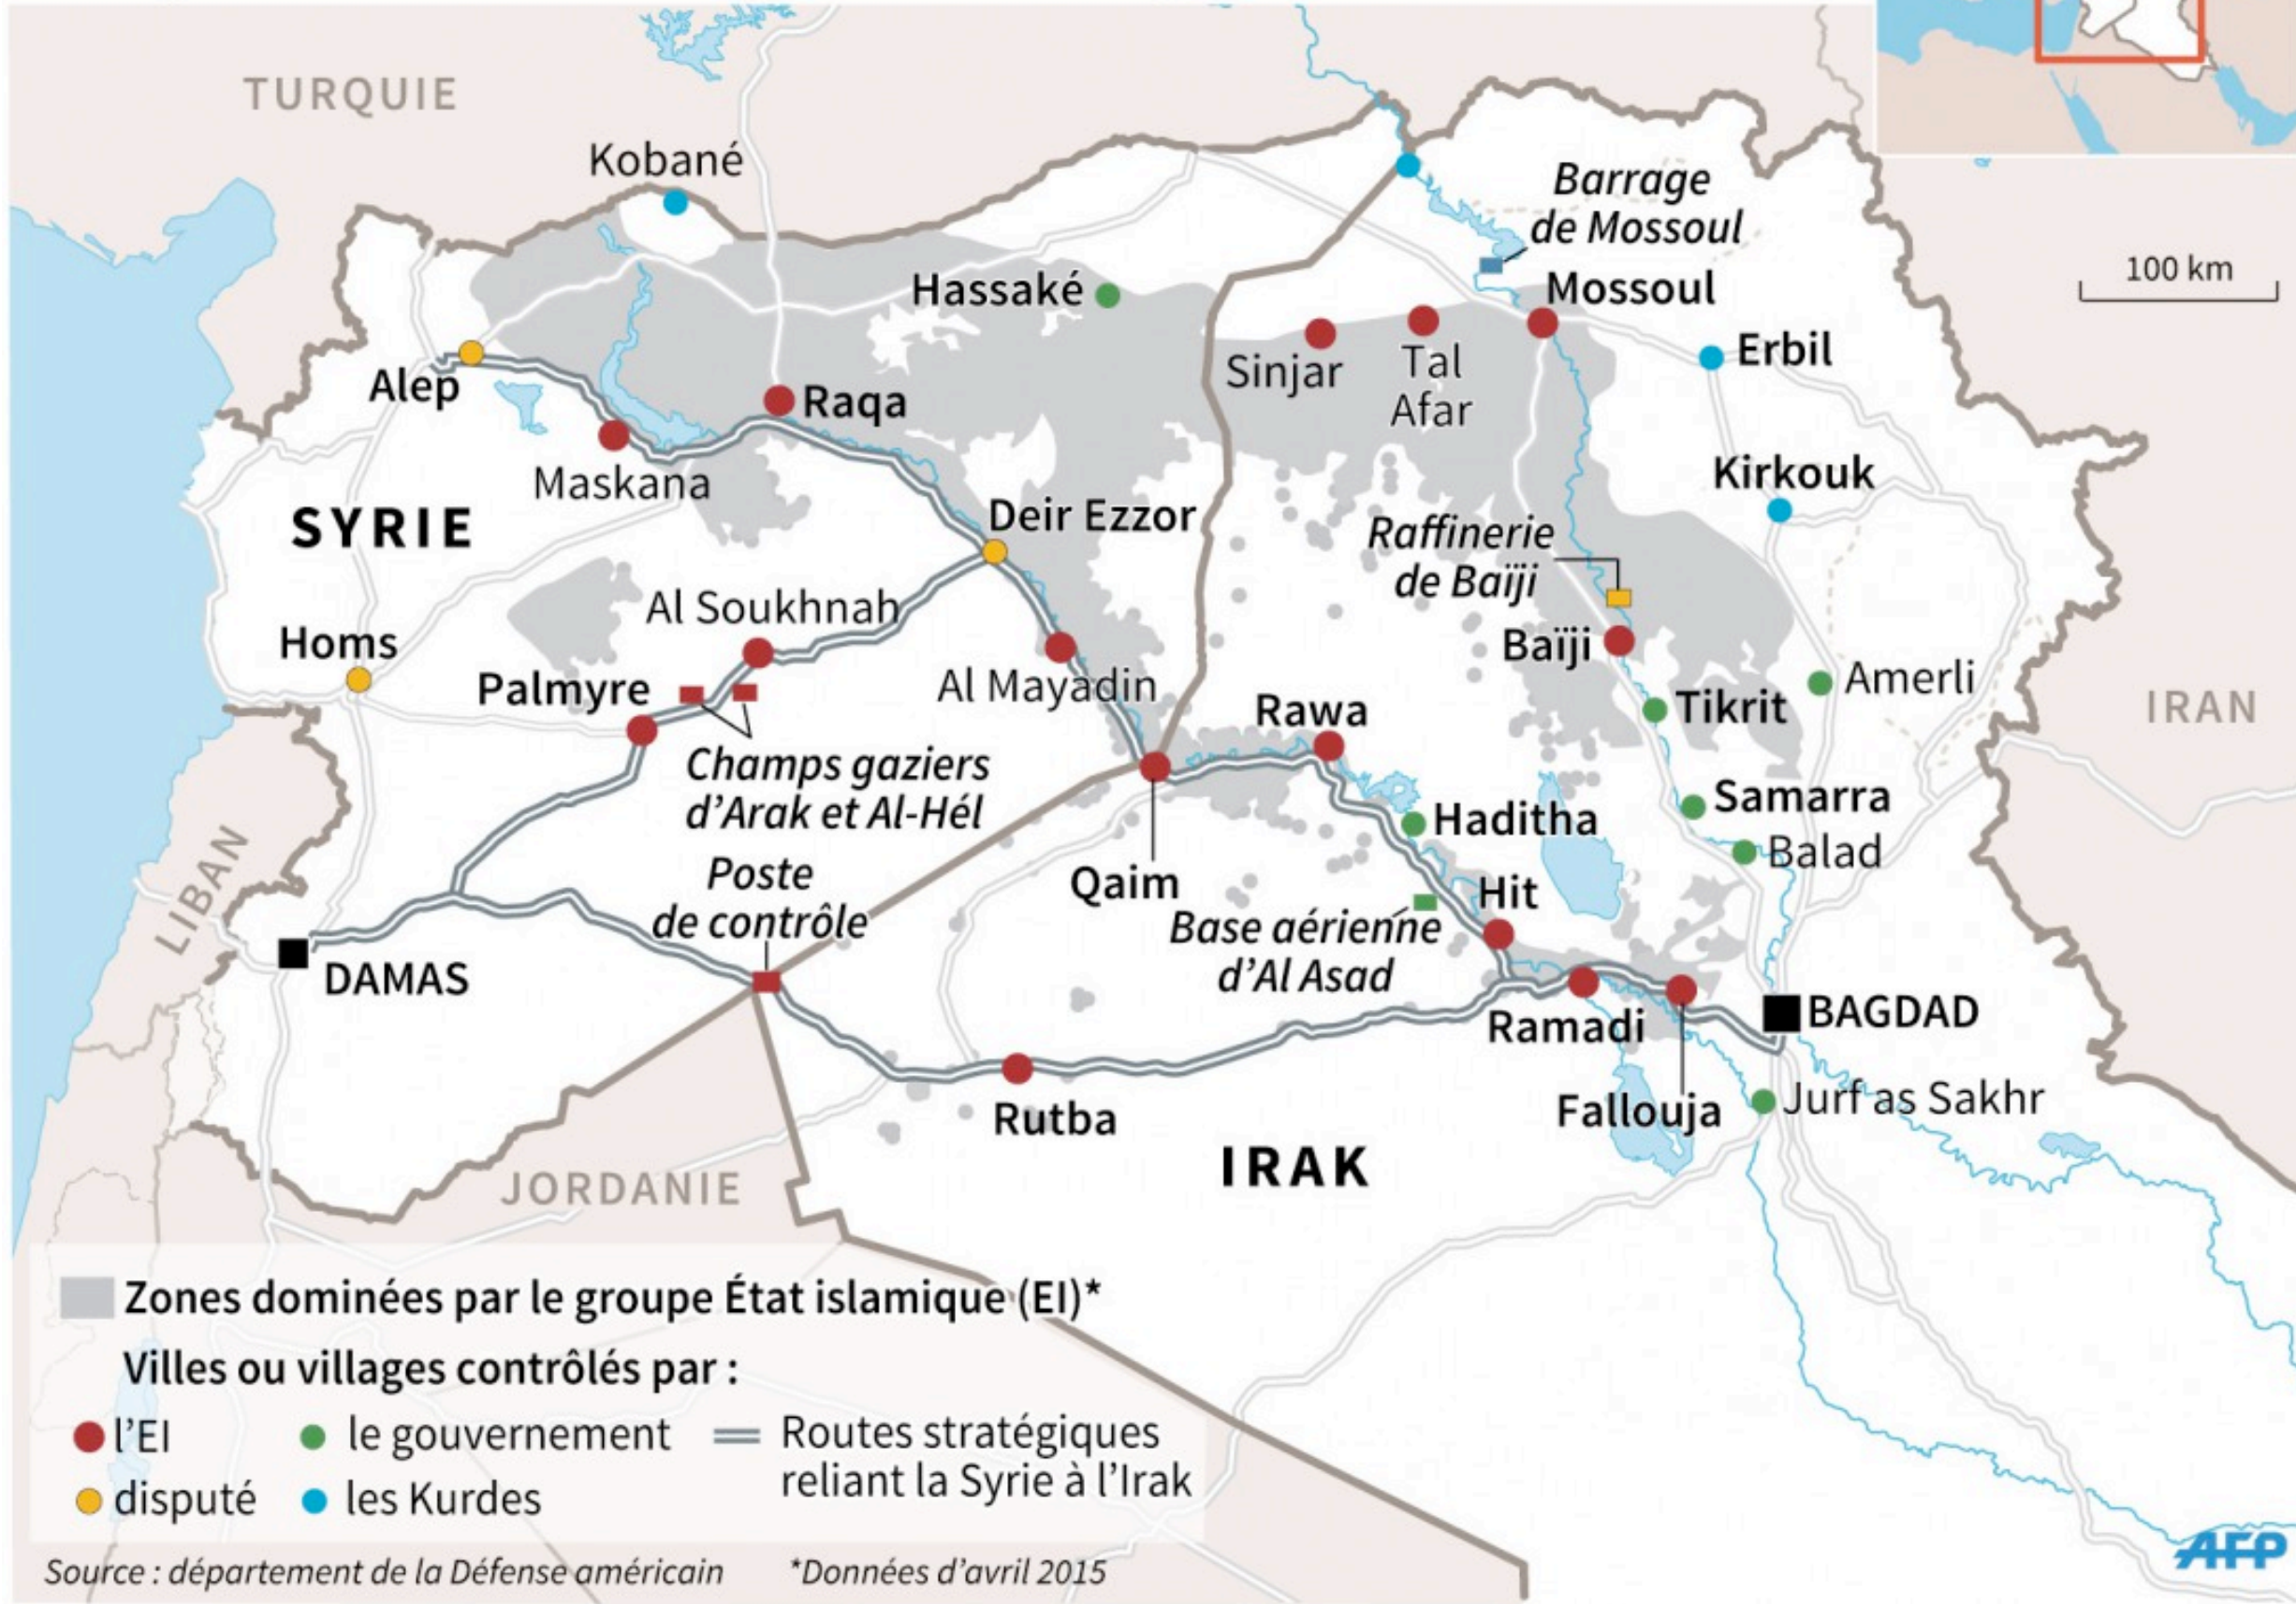 TURQUIE
Kobané
Barrage
de Mossoul
100 km
Hassaké
Mossoul
Sinjar
Tal
Afar
Erbil
Alep
Raqa
Maskana
Kirkouk
SYRIE
Deir Ezzor
Raffinerie
de Baïji
Al Soukhnah
Homs
Baïji
Palmyre
Al Mayadin
Amerli
Tikrit
IRAN
Rawa
Champs gaziers
d'Arak et Al-Hél
Samarra
Haditha
Balad
LIBAN
Poste
de contrôle
Qaim
Hit
Base aérienne
d'Al Asad
DAMAS
BAGDAD
Ramadi
Rutba
Fallouja
Jurf as Sakhr
IRAK
JORDANIE
Zones dominées par le groupe État islamique (EI)*
Villes ou villages contrôlés par :
l'EI
le gouvernement
disputé
les Kurdes
Routes stratégiques
reliant la Syrie à l'Irak
Source : département de la Défense américain
*Données d'avril 2015
AFP